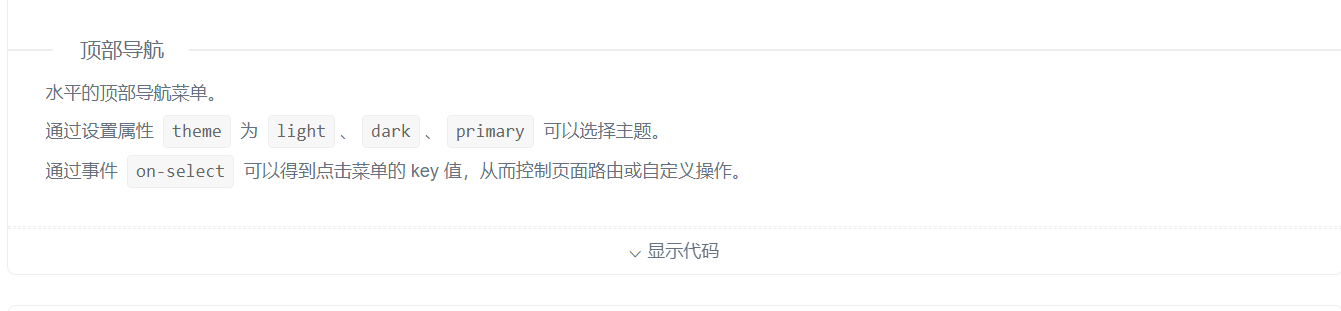 顶部导航
水平的顶部导航菜单。
通过设置属性 theme 为 light 、 dark 、 primary 可以选择主题。
通过事件 on-select 可以得到点击菜单的 key 值，从而控制页面路由或自定义操作。
显示代码